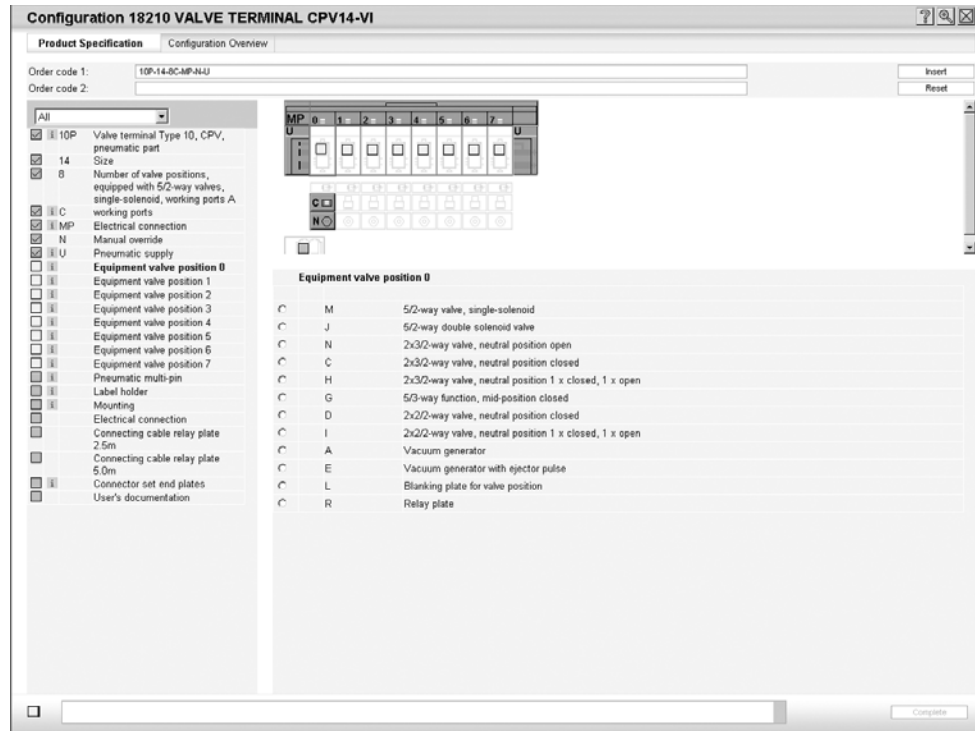 Configuration 18210 VALVE TERMINAL CPV14-VI
Product Specification Configuration Overview
Order code 1: 10P-14-8C-MP-N-U Insert
Order code 2: Reset
All
10P Valve terminal Type 10, CPV,
pneumatic part
14 Size
8 Number of valve positions,
equipped with 5/2-way valves,
single-solenoid, working ports A
C working ports
MP Electrical connection
N Manual override
U Pneumatic supply
Equipment valve position 0
Equipment valve position 1
Equipment valve position 2
Equipment valve position 3
Equipment valve position 4
Equipment valve position 5
Equipment valve position 6
Equipment valve position 7
Pneumatic multi-pin
Label holder
Mounting
Electrical connection
Connecting cable relay plate
2.5m
Connecting cable relay plate
5.0m
Connector set end plates
User's documentation
MP 0 1 2 3 4 5 6 7
U U
C
N
Equipment valve position 0
M 5/2-way valve, single-solenoid
J 5/2-way double solenoid valve
N 2x3/2-way valve, neutral position open
C 2x3/2-way valve, neutral position closed
H 2x3/2-way valve, neutral position 1 x closed, 1 x open
G 5/3-way function, mid-position closed
D 2x2/2-way valve, neutral position closed
I 2x2/2-way valve, neutral position 1 x closed, 1 x open
A Vacuum generator
E Vacuum generator with ejector pulse
L Blanking plate for valve position
R Relay plate
Complete